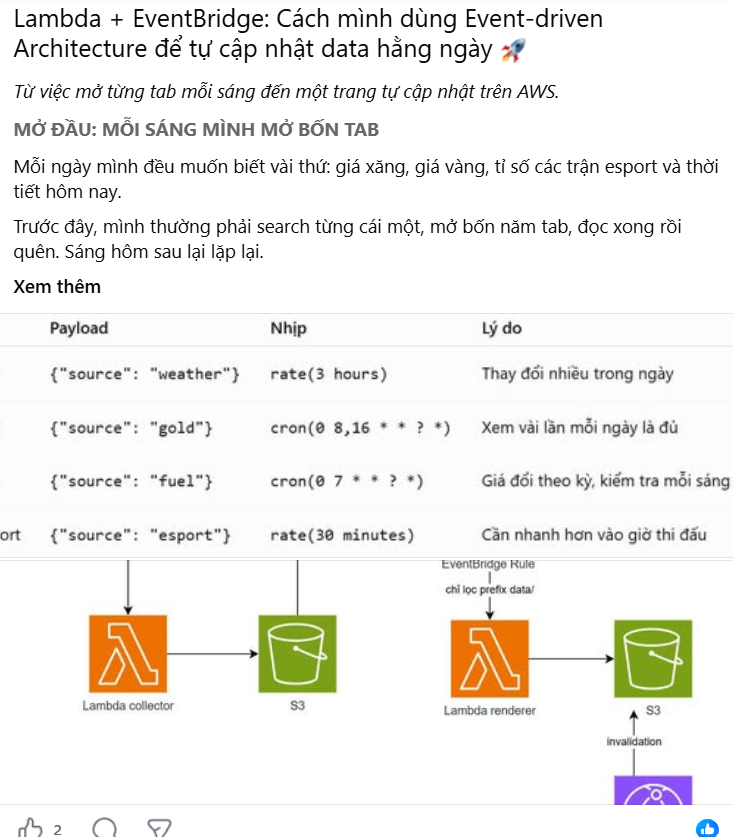 Lambda + EventBridge: Cách mình dùng Event-driven
Architecture để tự cập nhật data hằng ngày 🚀
Từ việc mở từng tab mỗi sáng đến một trang tự cập nhật trên AWS.
MỞ ĐẦU: MỖI SÁNG MÌNH MỞ BỐN TAB
Mỗi ngày mình đều muốn biết vài thứ: giá xăng, giá vàng, tỉ số các trận esport và thời
tiết hôm nay.
Trước đây, mình thường phải search từng cái một, mở bốn năm tab, đọc xong rồi
quên. Sáng hôm sau lại lặp lại.
Xem thêm
Payload Nhịp Lý do
{"source": "weather"} rate(3 hours) Thay đổi nhiều trong ngày
{"source": "gold"} cron(0 8,16 * * ? *) Xem vài lần mỗi ngày là đủ
{"source": "fuel"} cron(0 7 * * ? *) Giá đổi theo kỳ, kiểm tra mỗi sáng
ort {"source": "esport"} rate(30 minutes) Cần nhanh hơn vào giờ thi đấu
EventBridge Rule
chỉ lọc prefix data/
Lambda collector
S3
Lambda renderer
S3
invalidation
2